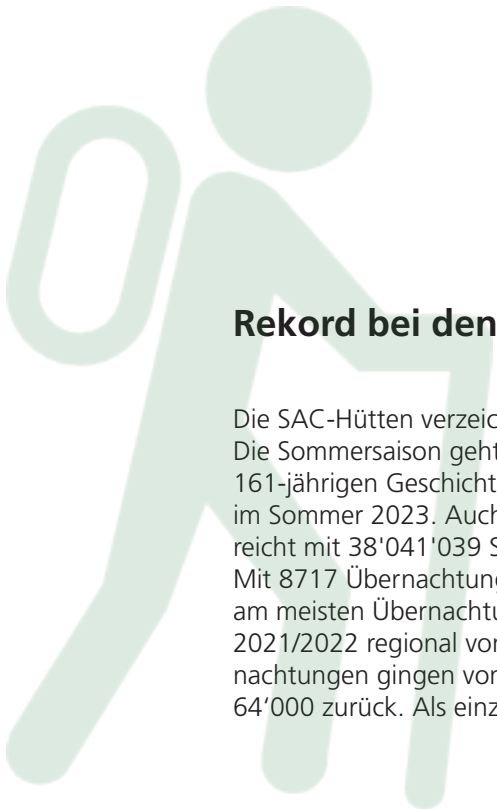 Rekord bei den
Die SAC-Hütten verzeic
Die Sommersaison geht
161-jährigen Geschicht
im Sommer 2023. Auch
reicht mit 38'041'039 S
Mit 8717 Übernachtung
am meisten Übernachtu
2021/2022 regional vor
nachtungen gingen vor
64‘000 zurück. Als einz